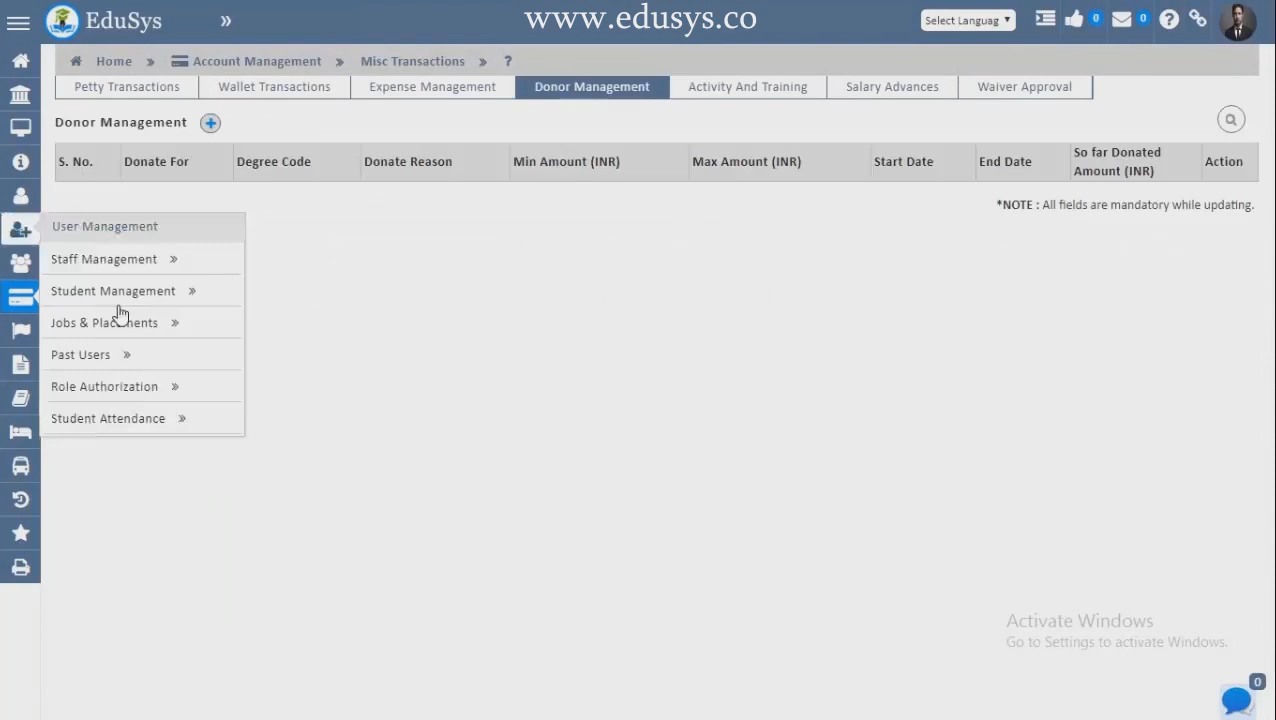 EduSys » www.edusys.co Select Languag 0 0
Home » Account Management » Misc Transactions » ?
Petty Transactions Wallet Transactions Expense Management Donor Management Activity And Training Salary Advances Waiver Approval
Donor Management
S. No. Donate For Degree Code Donate Reason Min Amount (INR) Max Amount (INR) Start Date End Date So far Donated Amount (INR) Action
*NOTE : All fields are mandatory while updating.
User Management
Staff Management »
Student Management »
Jobs & Placements »
Past Users »
Role Authorization »
Student Attendance »
Activate Windows
Go to Settings to activate Windows.
0